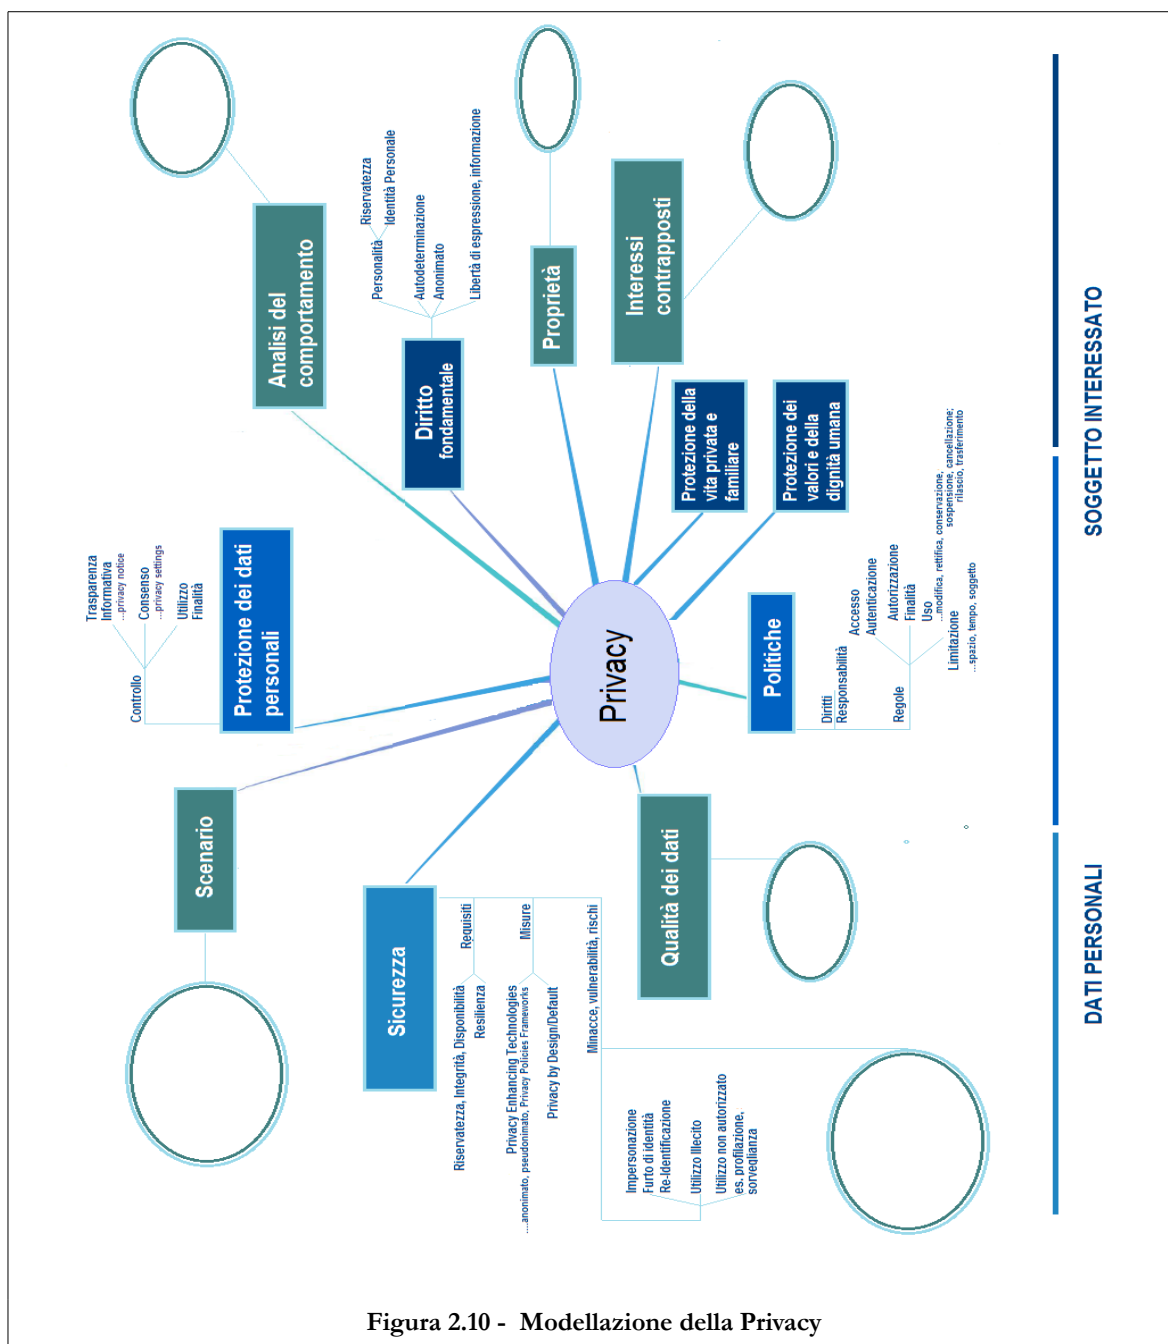 Analisi del
comportamento
Riservatezza
Identità Personale
Personalità
Autodeterminazione
Anonimato
Libertà di espressione, informazione
Diritto
fondamentale
Proprietà
Interessi
contrapposti
Protezione della
vita privata e
familiare
Protezione dei
valori e della
dignità umana
Trasparenza
Informativa
...privacy notice
Consenso
...privacy settings
Utilizzo
Finalità
Controllo
Protezione dei dati
personali
Privacy
Politiche
Diritti
Responsabilità
Regole
Accesso
Autenticazione
Autorizzazione
Finalità
Uso
...modifica, rettifica, conservazione,
sospensione, cancellazione;
rilascio, trasferimento
Limitazione
...spazio, tempo, soggetto
Scenario
Sicurezza
Requisiti
Riservatezza, Integrità, Disponibilità
Resilienza
Misure
Privacy Enhancing Technologies
....anonimato, pseudonimato, Privacy Policies Frameworks
Privacy by Design/Default
Minacce, vulnerabilità, rischi
Impersonazione
Furto di identità
Re-Identificazione
Utilizzo Illecito
Utilizzo non autorizzato
es. profilazione,
sorveglianza
Qualità dei dati
DATI PERSONALI
SOGGETTO INTERESSATO
Figura 2.10 - Modellazione della Privacy